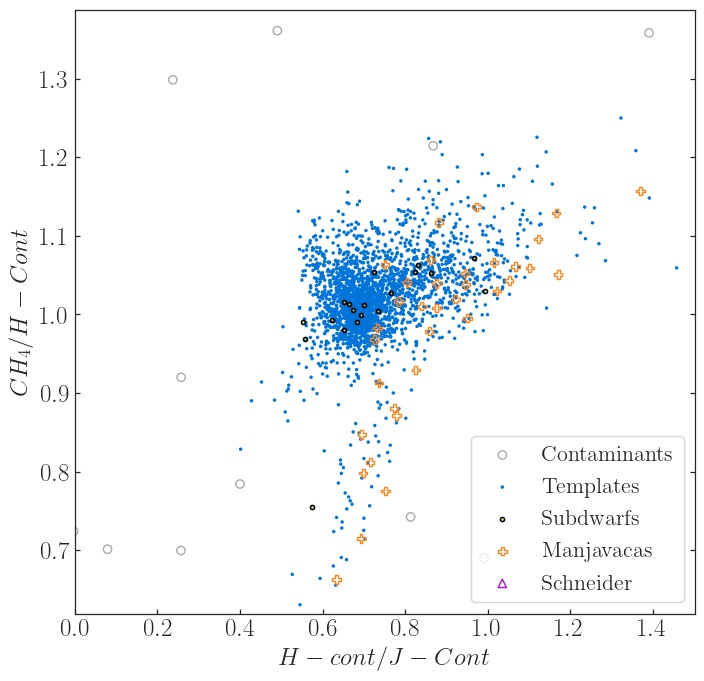 1.3
1.2
1.1
1.0
0.9
0.8
0.7
CH4/H − Cont
Contaminants
Templates
Subdwarfs
Manjavacas
Schneider
0.0 0.2 0.4 0.6 0.8 1.0 1.2 1.4
H − cont/J − Cont